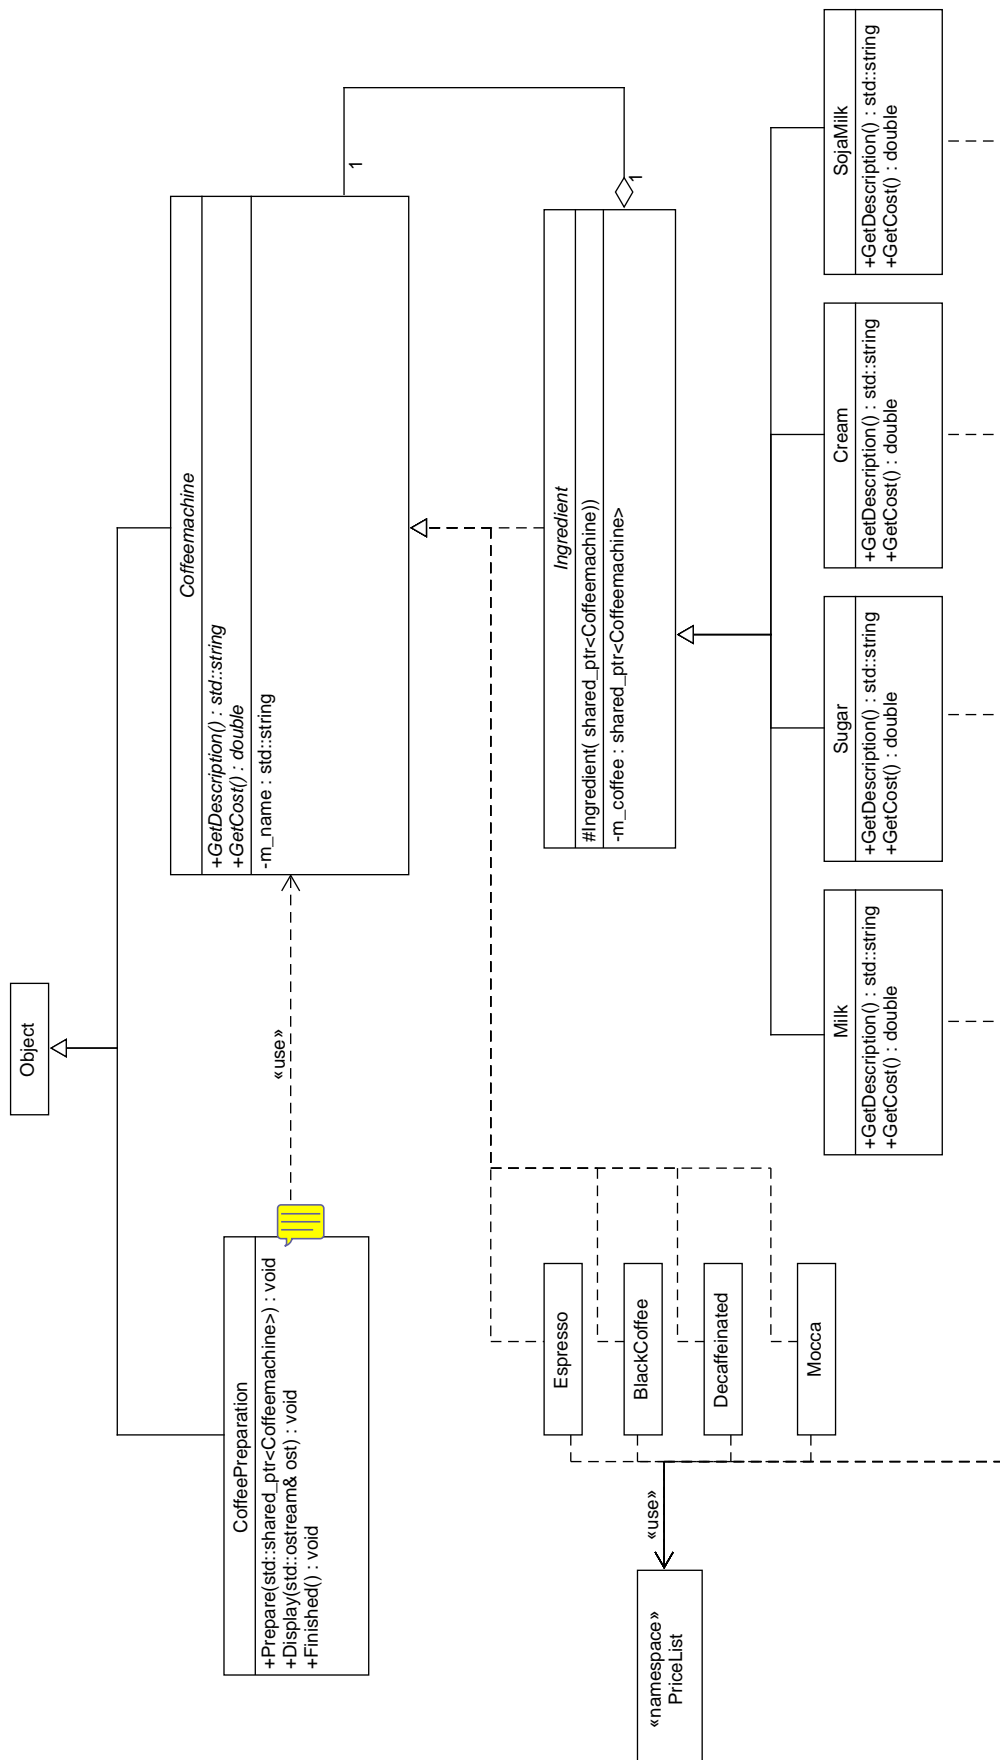 Object
CoffeePreparation
+Prepare(std::shared_ptr<Coffeemachine>) : void
+Display(std::ostream& ost) : void
+Finished() : void
«use»
Coffeemachine
+GetDescription() : std::string
+GetCost() : double
-m_name : std::string
1
1
«namespace»
PriceList
«use»
Espresso
BlackCoffee
Decaffeinated
Mocca
Ingredient
#Ingredient( shared_ptr<Coffeemachine))
-m_coffee : shared_ptr<Coffeemachine>
Milk
+GetDescription() : std::string
+GetCost() : double
Sugar
+GetDescription() : std::string
+GetCost() : double
Cream
+GetDescription() : std::string
+GetCost() : double
SojaMilk
+GetDescription() : std::string
+GetCost() : double